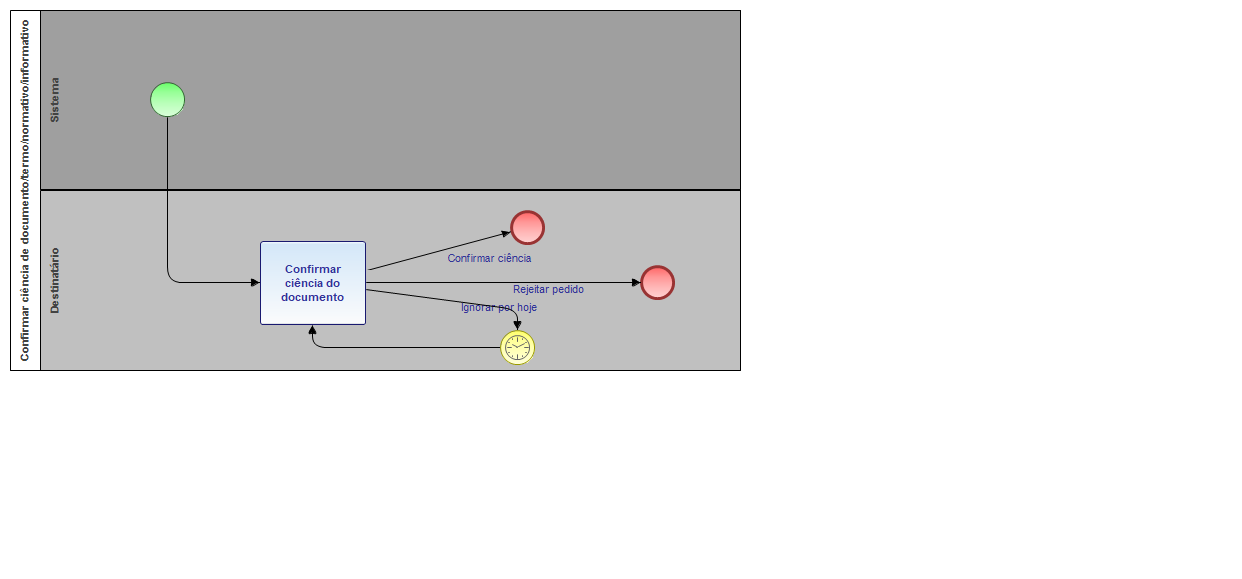 Confirmar ciência de documento/termo/normativo/informativo
Sistema
Destinatário
Confirmar
ciência do
documento
Confirmar ciência
Rejeitar pedido
Ignorar por hoje